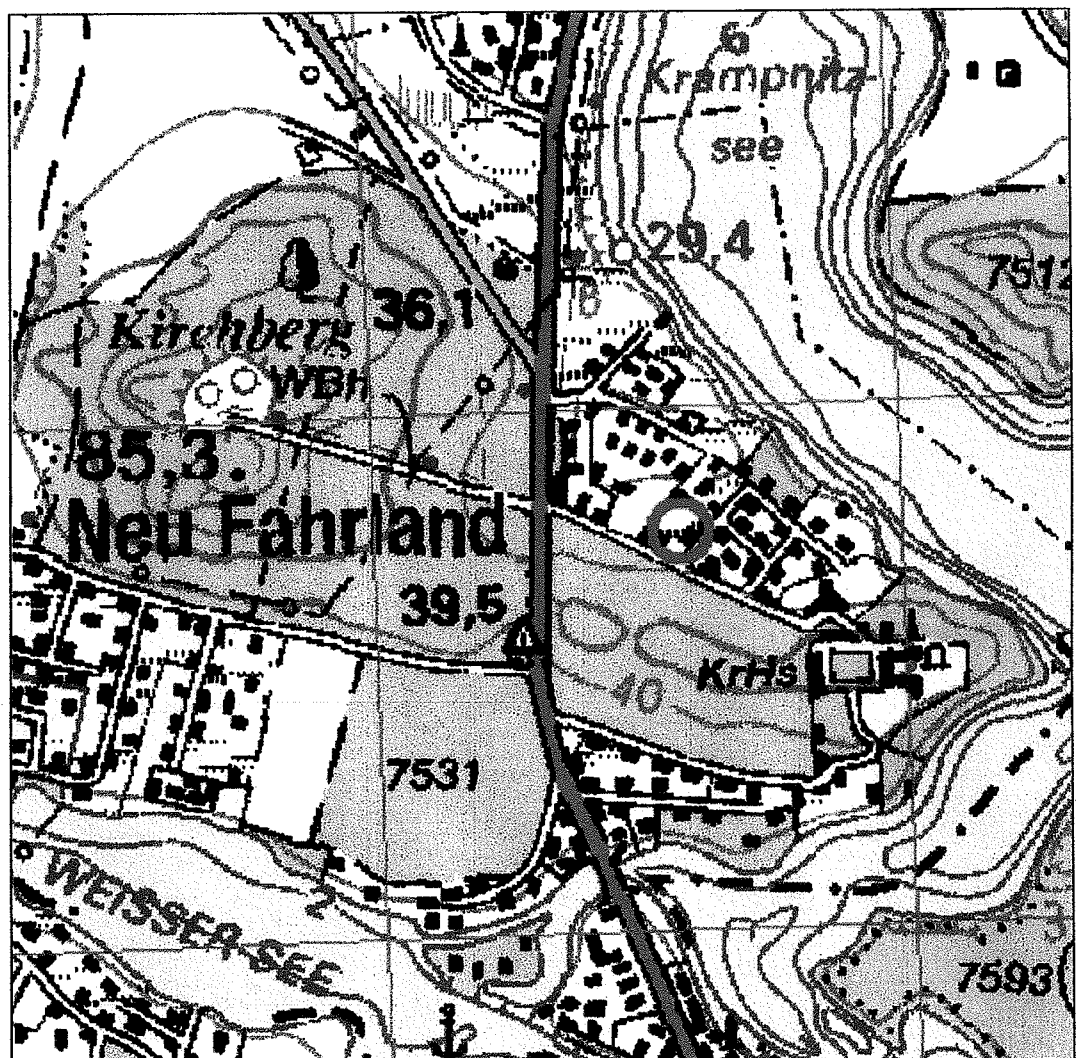 6
Krampnitz-
see
29,4
7512
36,1
Kirchberg
WBh
85,3
Neu Fahrland
39,5
KrHs
40
7531
WEISSER SEE
2
7593